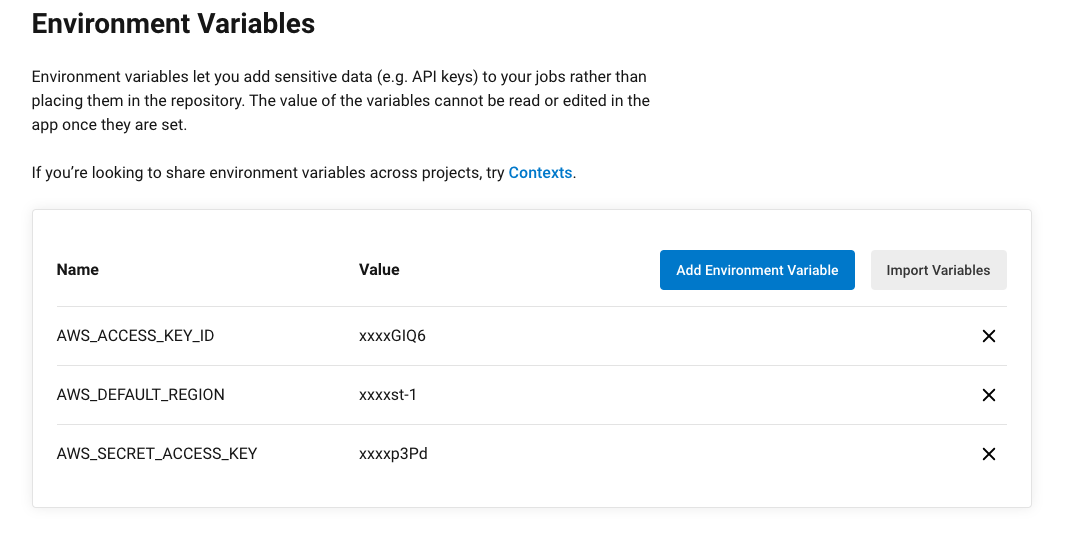 Environment Variables
Environment variables let you add sensitive data (e.g. API keys) to your jobs rather than
placing them in the repository. The value of the variables cannot be read or edited in the
app once they are set.
If you’re looking to share environment variables across projects, try Contexts.
Name Value Add Environment Variable Import Variables
AWS_ACCESS_KEY_ID xxxxGIQ6
AWS_DEFAULT_REGION xxxxst-1
AWS_SECRET_ACCESS_KEY xxxxp3Pd